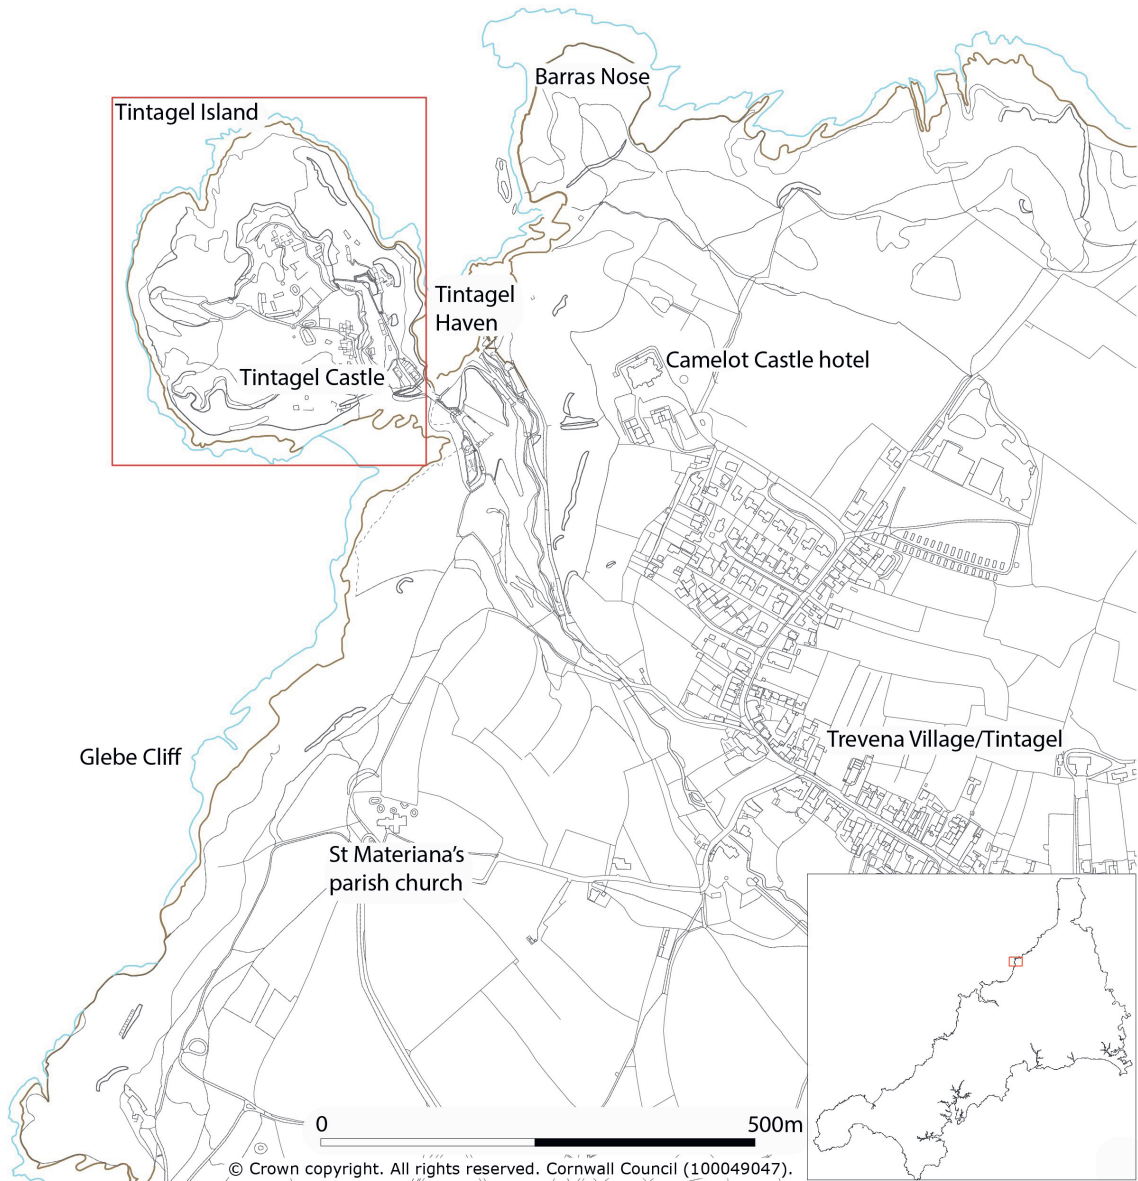 Barras Nose
Tintagel Island
Tintagel
Haven
Camelot Castle hotel
Tintagel Castle
Trevena Village/Tintagel
Glebe Cliff
St Materiana’s
parish church
0 500m
© Crown copyright. All rights reserved. Cornwall Council (100049047).